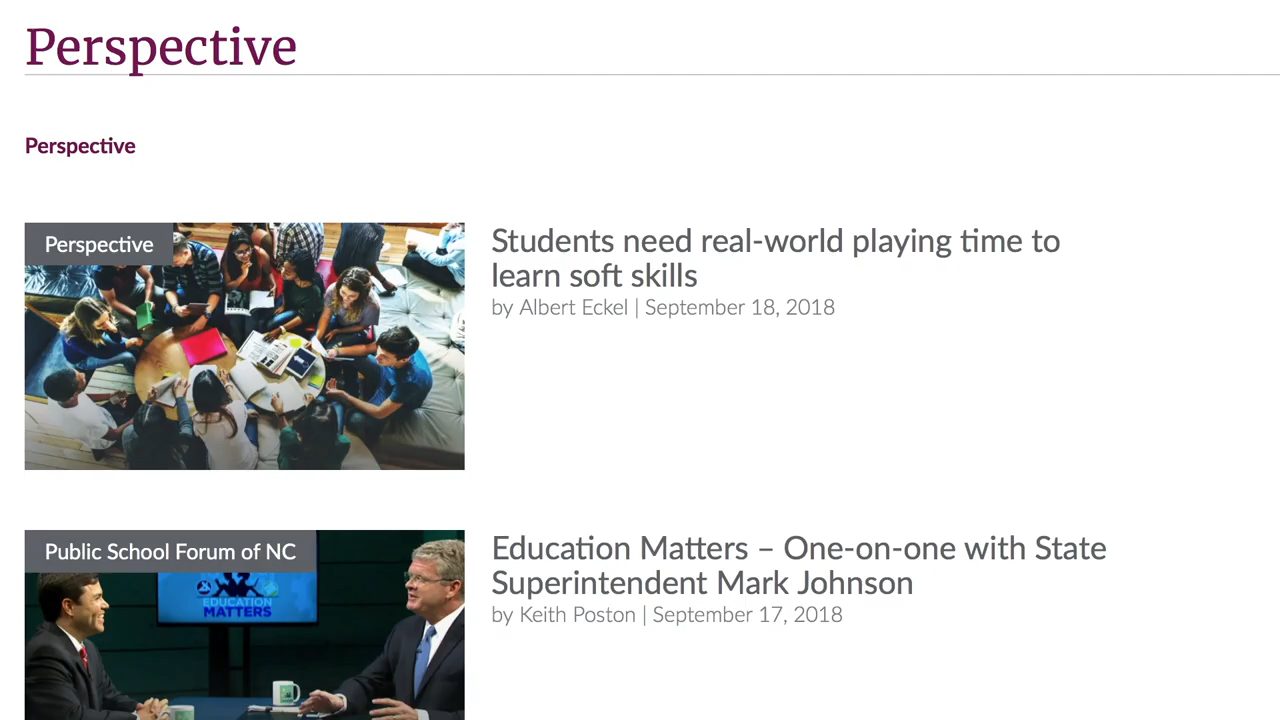 Perspective
Perspective
Perspective
Students need real-world playing time to
learn soft skills
by Albert Eckel | September 18, 2018
Public School Forum of NC
EDUCATION
MATTERS
Education Matters – One-on-one with State
Superintendent Mark Johnson
by Keith Poston | September 17, 2018